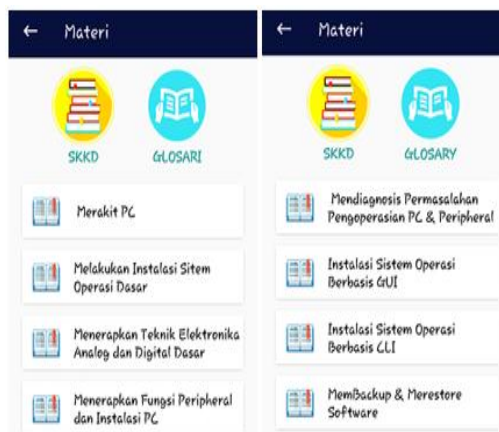 ← Materi
SKKD
GLOSARI
Merakit PC
Melakukan Instalasi Sitem
Operasi Dasar
Menerapkan Teknik Elektronika
Analog dan Digital Dasar
Menerapkan Fungsi Peripheral
dan Instalasi PC
← Materi
SKKD
GLOSARY
Mendiagnosis Permasalahan
Pengoperasian PC & Peripheral
Instalasi Sistem Operasi
Berbasis GUI
Instalasi Sistem Operasi
Berbasis CLI
MemBackup & Merestore
Software